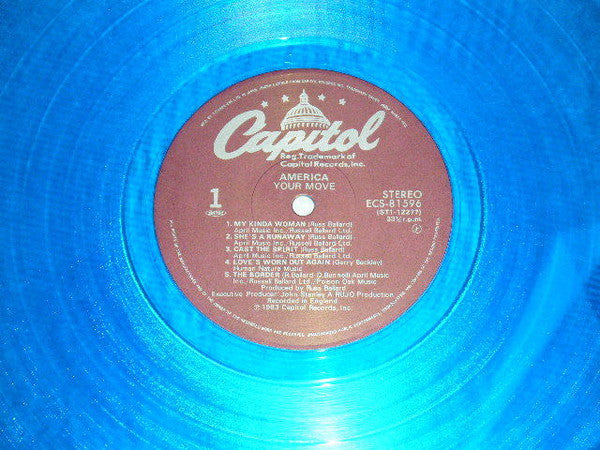 Capitol
Reg. Trademark of
Capitol Records, Inc.
AMERICA
YOUR MOVE
1
STEREO
ECS-81596
(ST1-12277)
33⅓ r.p.m.
1. MY KINDA WOMAN (Russ Ballard)
April Music Inc./Russell Ballard Ltd.
2. SHE'S A RUNAWAY (Russ Ballard)
April Music Inc./Russell Ballard Ltd.
3. CAST THE SPIRIT (Russ Ballard)
April Music Inc./Russell Ballard Ltd.
4. LOVE'S WORN OUT AGAIN (Gerry Beckley)
Human Nature Music
5. THE BORDER (R.Ballard-D.Bunnell) April Music
Inc./Russell Ballard Ltd./Poison Oak Music
Produced by Russ Ballard
Executive Producer: John Stanley A RUJO Production
Recorded in England
℗ 1983 Capitol Records, Inc.